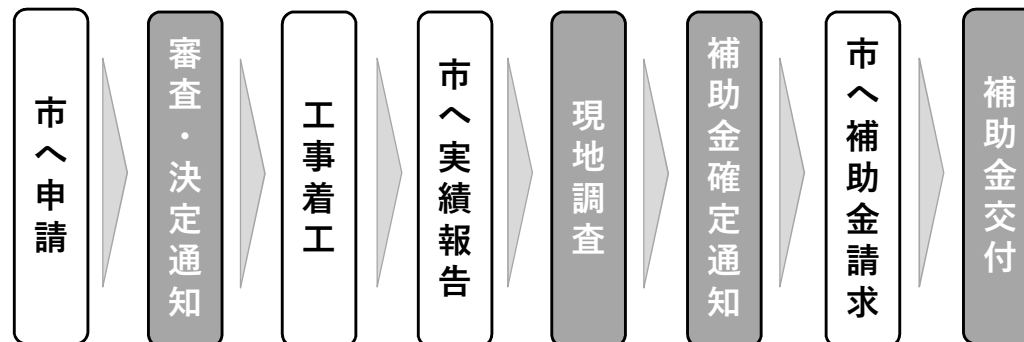 市へ申請
審査・決定通知
工事着工
市へ実績報告
現地調査
補助金確定通知
市へ補助金請求
補助金交付